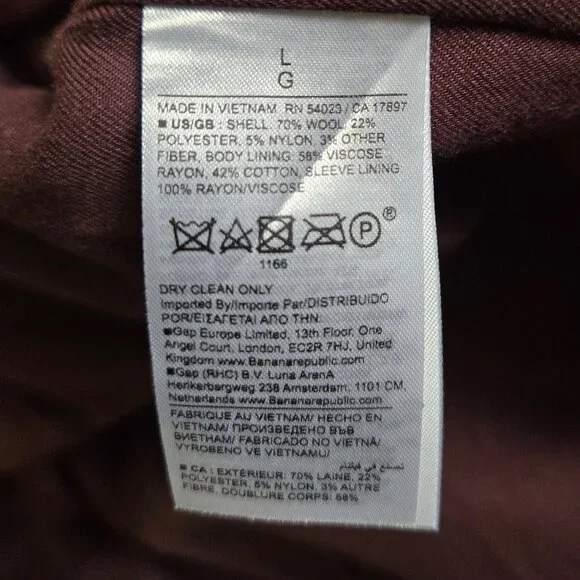 L
G
MADE IN VIETNAM RN 54023 / CA 17897
■ US/GB : SHELL: 70% WOOL, 22%
POLYESTER, 5% NYLON, 3% OTHER
FIBER, BODY LINING: 58% VISCOSE
RAYON, 42% COTTON, SLEEVE LINING:
100% RAYON/VISCOSE
P ®
1166
DRY CLEAN ONLY
Imported By/Importe Par/DISTRIBUIDO
POR/ΕΙΣΑΓΕΤΑΙ ΑΠΟ ΤΗΝ:
■Gap Europe Limited, 13th Floor, One
Angel Court, London, EC2R 7HJ, United
Kingdom www.Bananarepublic.com
■Gap (RHC) B.V. Luna ArenA
Herikerbergweg 238 Amsterdam, 1101 CM,
Netherlands www.Bananarepublic.com
FABRIQUÉ AU VIETNAM/ HECHO EN
VIETNAM/ ПРОИЗВЕДЕНО ВЪВ
ВИЕТНАМ/ FABRICADO NO VIETNÃ/
VYROBENO VE VIETNAMU/
تصنع في فيتنام
■ CA : EXTÉRIEUR: 70% LAINE, 22%
POLYESTER, 5% NYLON, 3% AUTRE
FIBRE, DOUBLURE CORPS: 58%